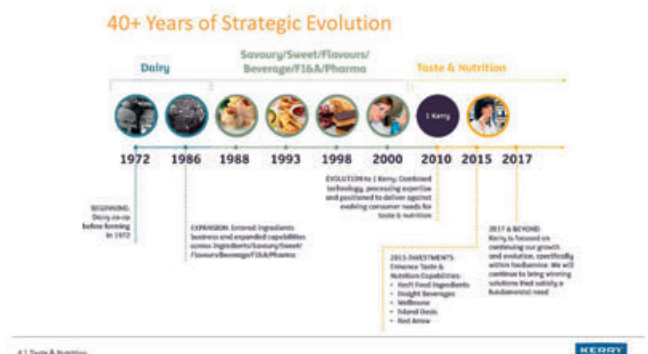 40+ Years of Strategic Evolution
Dairy
Savoury/Sweet/Flavours/
Beverage/FI&A/Pharma
Taste & Nutrition
1 Kerry
1972 1986 1988 1993 1998 2000 2010 2015 2017
BEGINNING:
Dairy co-op
before forming
in 1972
EXPANSION: Entered ingredients
business and expanded capabilities
across Ingredients/Savoury/Sweet/
Flavours/Beverage/FI&A/Pharma
EVOLUTION to 1 Kerry: Combined
technology, processing expertise
and positioned to deliver against
evolving consumer needs for
taste & nutrition
2015 INVESTMENTS:
Enhance Taste &
Nutrition Capabilities:
• Kraft Food Ingredients
• Insight Beverages
• Wellmune
• Island Oasis
• Red Arrow
2017 & BEYOND:
Kerry is focused on
continuing our growth
and evolution, specifically
within foodservice. We will
continue to bring winning
solutions that satisfy a
fundamental need
4 | Taste & Nutrition
KERRY